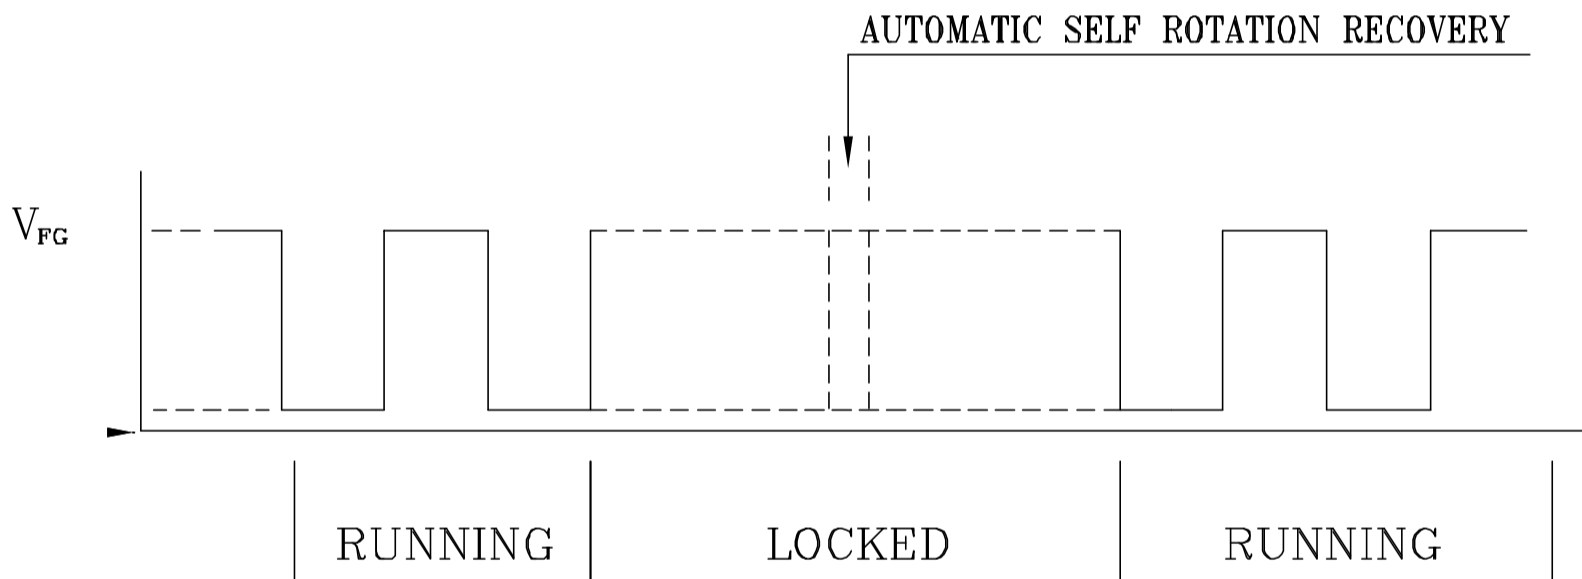 AUTOMATIC SELF ROTATION RECOVERY
VFG
RUNNING LOCKED RUNNING